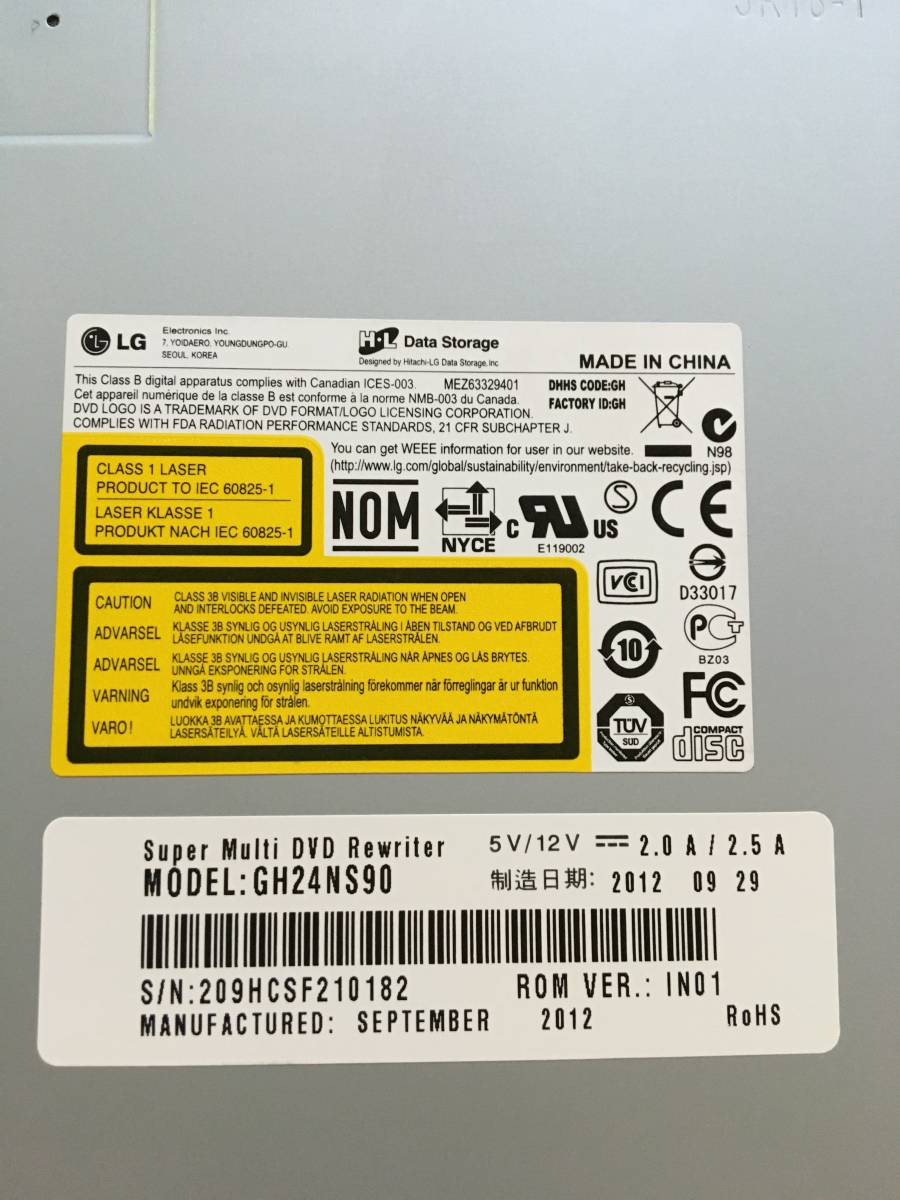 LG Electronics Inc.
7, YOIDAERO, YOUNGDUNGPO-GU.
SEOUL, KOREA
H·L Data Storage
Designed by Hitachi-LG Data Storage, Inc
MADE IN CHINA
This Class B digital apparatus complies with Canadian ICES-003. MEZ63329401
Cet appareil numérique de la classe B est conforme à la norme NMB-003 du Canada.
DVD LOGO IS A TRADEMARK OF DVD FORMAT/LOGO LICENSING CORPORATION.
COMPLIES WITH FDA RADIATION PERFORMANCE STANDARDS, 21 CFR SUBCHAPTER J.
DHHS CODE:GH
FACTORY ID:GH
N98
You can get WEEE information for user in our website.
(http://www.lg.com/global/sustainability/environment/take-back-recycling.jsp)
CLASS 1 LASER
PRODUCT TO IEC 60825-1
LASER KLASSE 1
PRODUKT NACH IEC 60825-1
NOM
NYCE
C UR US
E119002
S
CE
VCI
D33017
10
PCT
BZ03
FC
TÜV
SUD
COMPACT
disc
CAUTION CLASS 3B VISIBLE AND INVISIBLE LASER RADIATION WHEN OPEN
AND INTERLOCKS DEFEATED. AVOID EXPOSURE TO THE BEAM.
ADVARSEL KLASSE 3B SYNLIG OG USYNLIG LASERSTRÅLING I ÅBEN TILSTAND OG VED AFBRUDT
LÅSEFUNKTION UNDGÅ AT BLIVE RAMT AF LASERSTRÅLEN.
ADVARSEL KLASSE 3B SYNLIG OG USYNLIG LASERSTRÅLING NÅR ÅPNES OG LÅS BRYTES.
UNNGÅ EKSPONERING FOR STRÅLEN.
VARNING Klass 3B synlig och osynlig laserstrålning förekommer når förreglingar är ur funktion
undvik exponering för strålen.
VARO! LUOKKA 3B AVATTAESSA JA KUMOTTAESSA LUKITUS NÄKYVÄÄ JA NÄKYMÄTÖNTÄ
LASERSÄTEILYÄ. VÄLTÄ LASERSÄTEILLE ALTISTUMISTA.
Super Multi DVD Rewriter 5V/12V 2.0 A / 2.5 A
MODEL:GH24NS90 制造日期: 2012 09 29
S/N:209HCSF210182 ROM VER.: IN01
MANUFACTURED: SEPTEMBER 2012 RoHS